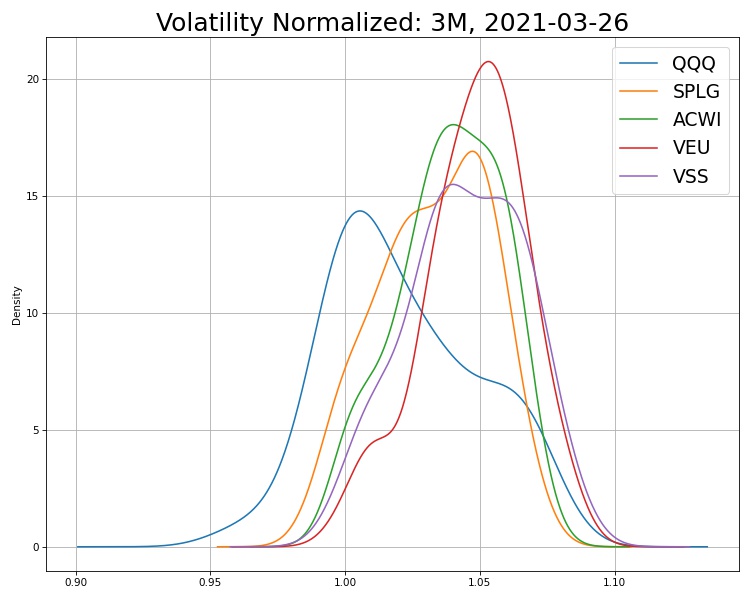 Volatility Normalized: 3M, 2021-03-26
QQQ
SPLG
ACWI
VEU
VSS
Density
20
15
10
5
0
0.90
0.95
1.00
1.05
1.10